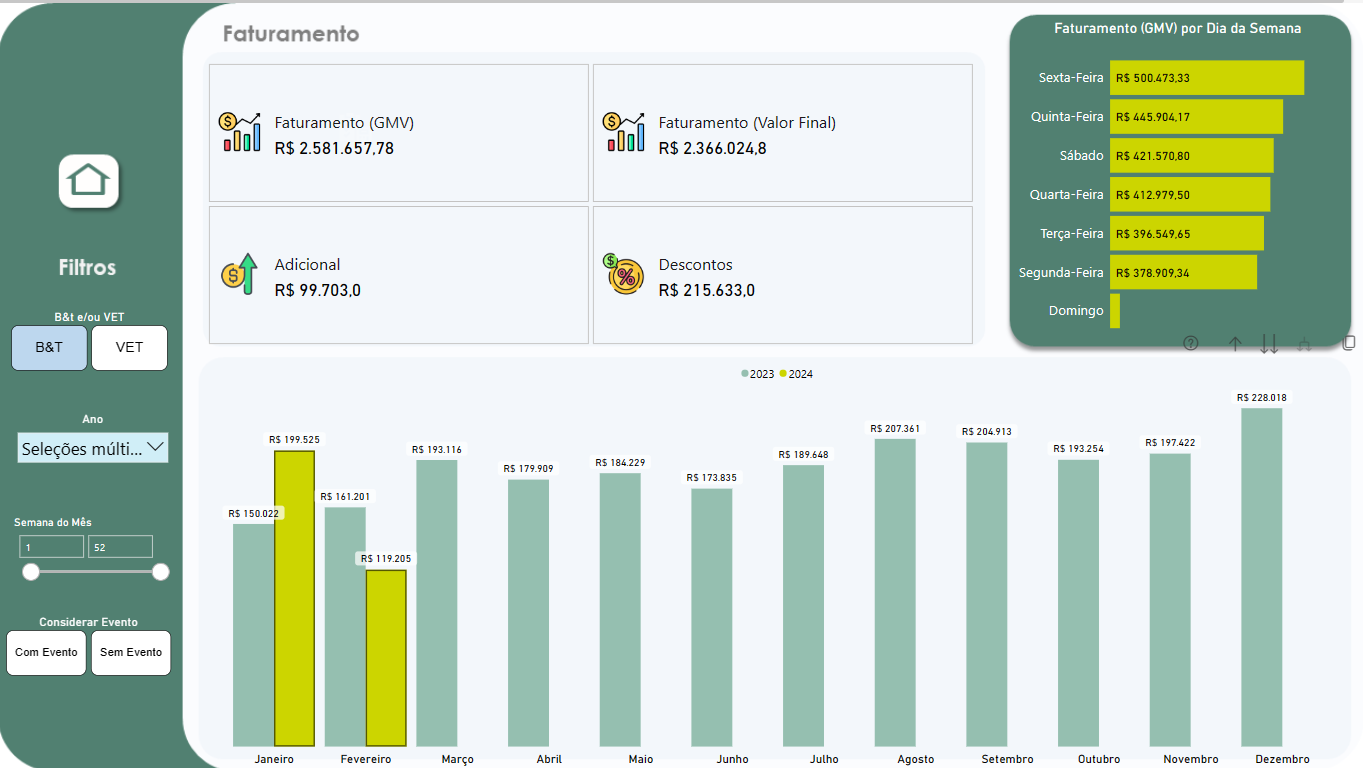 Faturamento
Faturamento (GMV)
R$ 2.581.657,78
Faturamento (Valor Final)
R$ 2.366.024,8
Adicional
R$ 99.703,0
Descontos
R$ 215.633,0
Faturamento (GMV) por Dia da Semana
Sexta-Feira R$ 500.473,33
Quinta-Feira R$ 445.904,17
Sábado R$ 421.570,80
Quarta-Feira R$ 412.979,50
Terça-Feira R$ 396.549,65
Segunda-Feira R$ 378.909,34
Domingo
Filtros
B&t e/ou VET
B&T VET
Ano
Seleções múlti...
Semana do Mês
1 52
Considerar Evento
Com Evento Sem Evento
2023 2024
R$ 150.022
R$ 199.525
R$ 161.201
R$ 119.205
R$ 193.116
R$ 179.909
R$ 184.229
R$ 173.835
R$ 189.648
R$ 207.361
R$ 204.913
R$ 193.254
R$ 197.422
R$ 228.018
Janeiro Fevereiro Março Abril Maio Junho Julho Agosto Setembro Outubro Novembro Dezembro